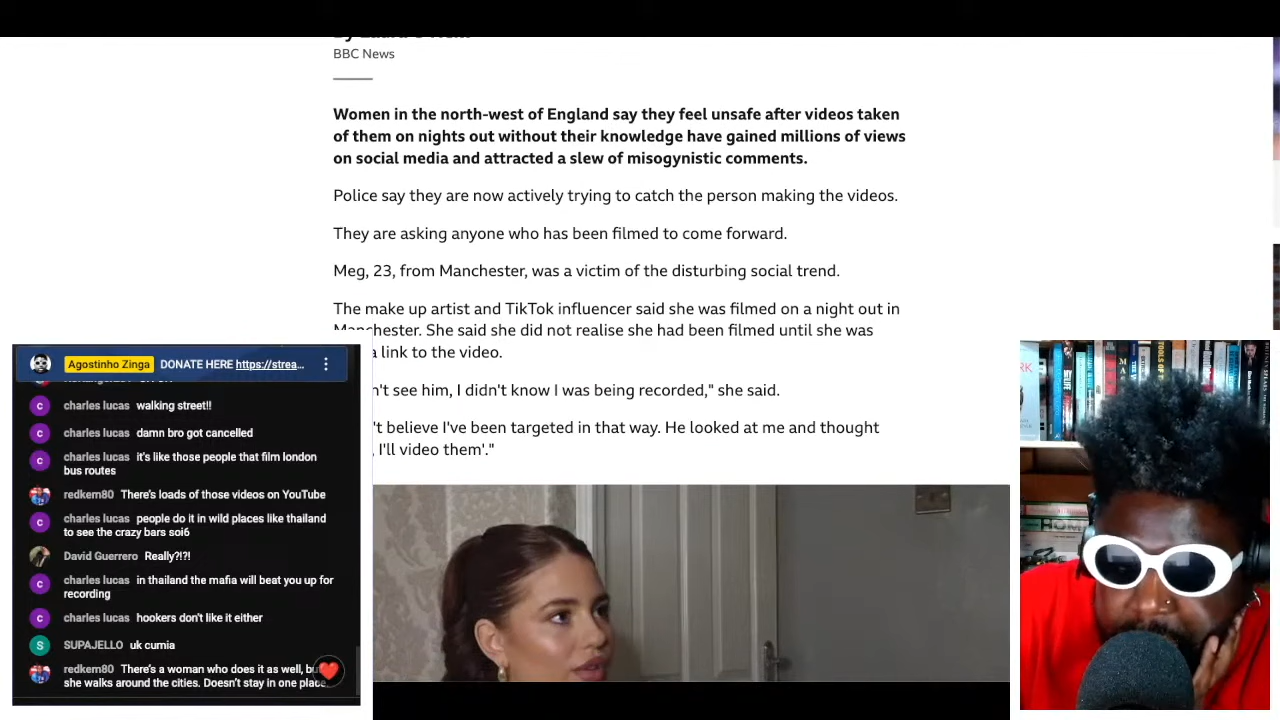 BBC News
Women in the north-west of England say they feel unsafe after videos taken
of them on nights out without their knowledge have gained millions of views
on social media and attracted a slew of misogynistic comments.
Police say they are now actively trying to catch the person making the videos.
They are asking anyone who has been filmed to come forward.
Meg, 23, from Manchester, was a victim of the disturbing social trend.
The make up artist and TikTok influencer said she was filmed on a night out in
Manchester. She said she did not realise she had been filmed until she was
a link to the video.
n't see him, I didn't know I was being recorded," she said.
't believe I've been targeted in that way. He looked at me and thought
, I'll video them'."
Agostinho Zinga DONATE HERE https://strea...
charles lucas walking street!!
charles lucas damn bro got cancelled
charles lucas it's like those people that film london
bus routes
redkem80 There's loads of those videos on YouTube
charles lucas people do it in wild places like thailand
to see the crazy bars soi6
David Guerrero Really?!?!
charles lucas in thailand the mafia will beat you up for
recording
charles lucas hookers don't like it either
SUPAJELLO uk cumia
redkem80 There's a woman who does it as well, bu
she walks around the cities. Doesn't stay in one place